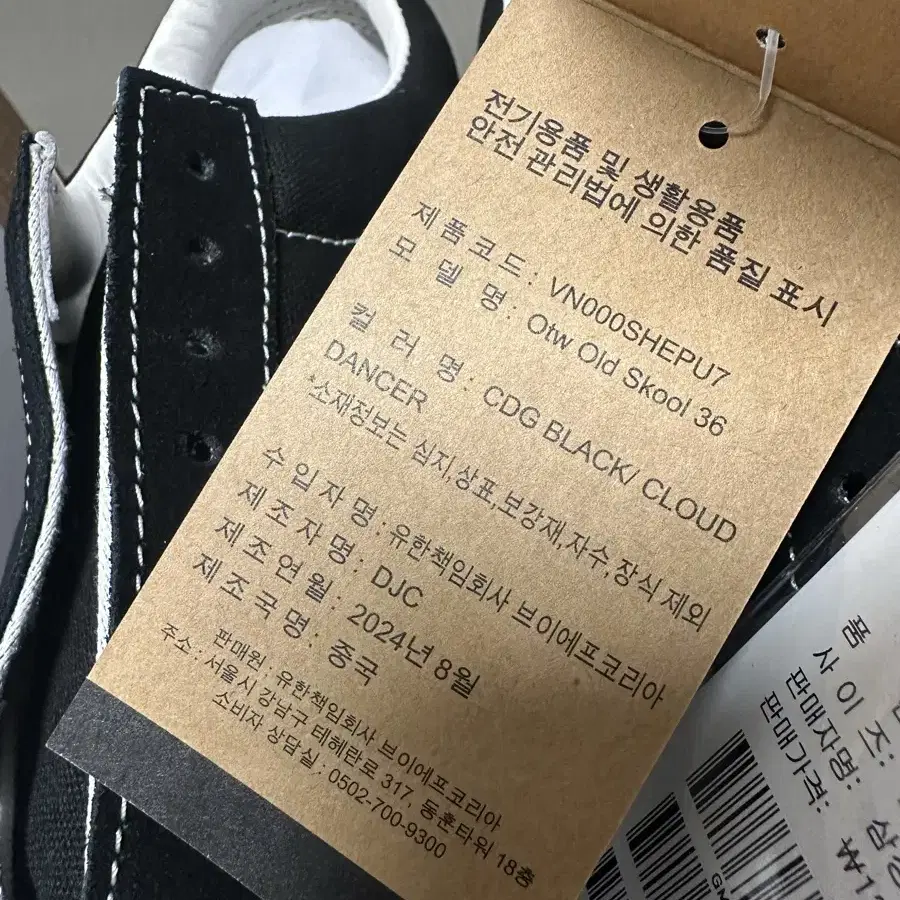 전기용품 및 생활용품
안전 관리법에 의한 품질 표시
제품코드 : VN000SHEPU7
모 델 명 : Otw Old Skool 36
컬 러 명 : CDG BLACK/ CLOUD
DANCER
*소재정보는 심지,상표,보강재,자수,장식 제외
수 입 자 명 : 유한책임회사 브이에프코리아
제 조 자 명 : DJC
제 조 연 월 : 2024년 8월
제 조 국 명 : 중국
판매원 : 유한책임회사 브이에프코리아
주소 : 서울시 강남구 테헤란로 317, 동훈타워 18층
소비자 상담실 : 0502-700-9300
품
사 이 즈:
판매자명:
판매가격: